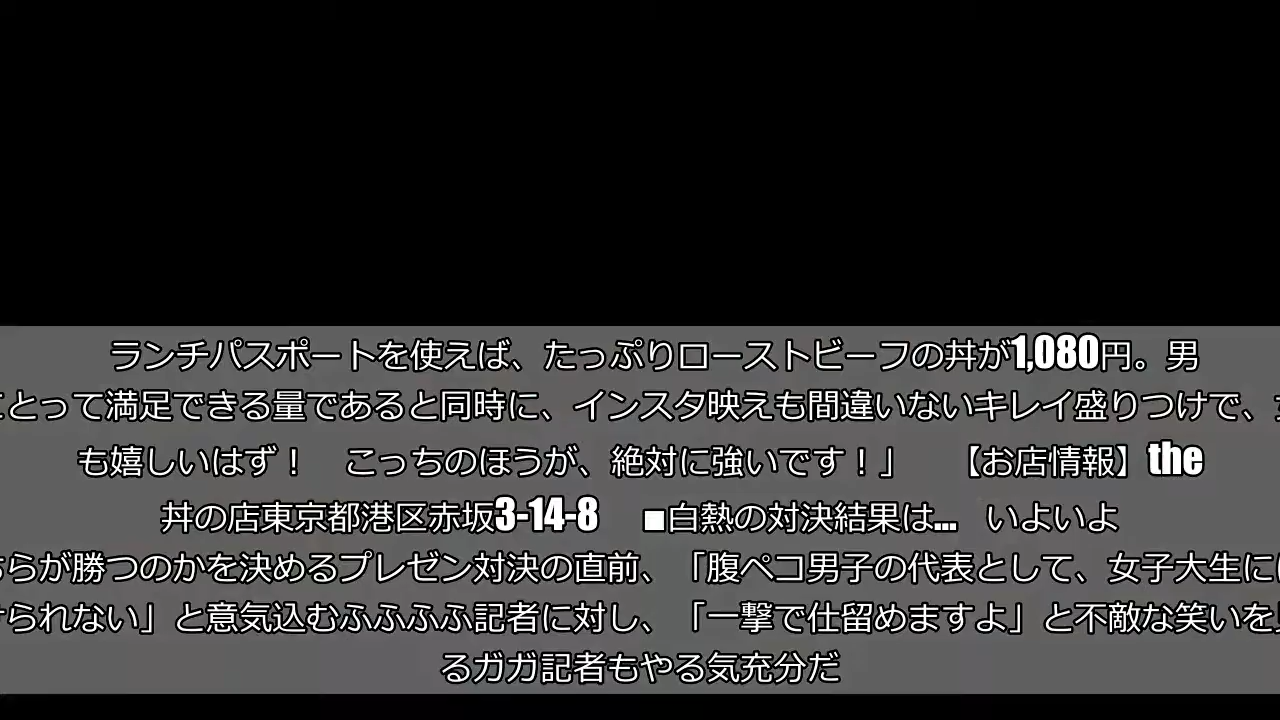 ランチパスポートを使えば、たっぷりローストビーフの丼が1,080円。男
とって満足できる量であると同時に、インスタ映えも間違いないキレイ盛りつけで、
も嬉しいはず！　こっちのほうが、絶対に強いです！」　【お店情報】the
丼の店東京都港区赤坂3-14-8　■白熱の対決結果は…　いよいよ
らが勝つのかを決めるプレゼン対決の直前、「腹ペコ男子の代表として、女子大生に
られない」と意気込むふふふふ記者に対し、「一撃で仕留めますよ」と不敵な笑いを
るガガ記者もやる気充分だ